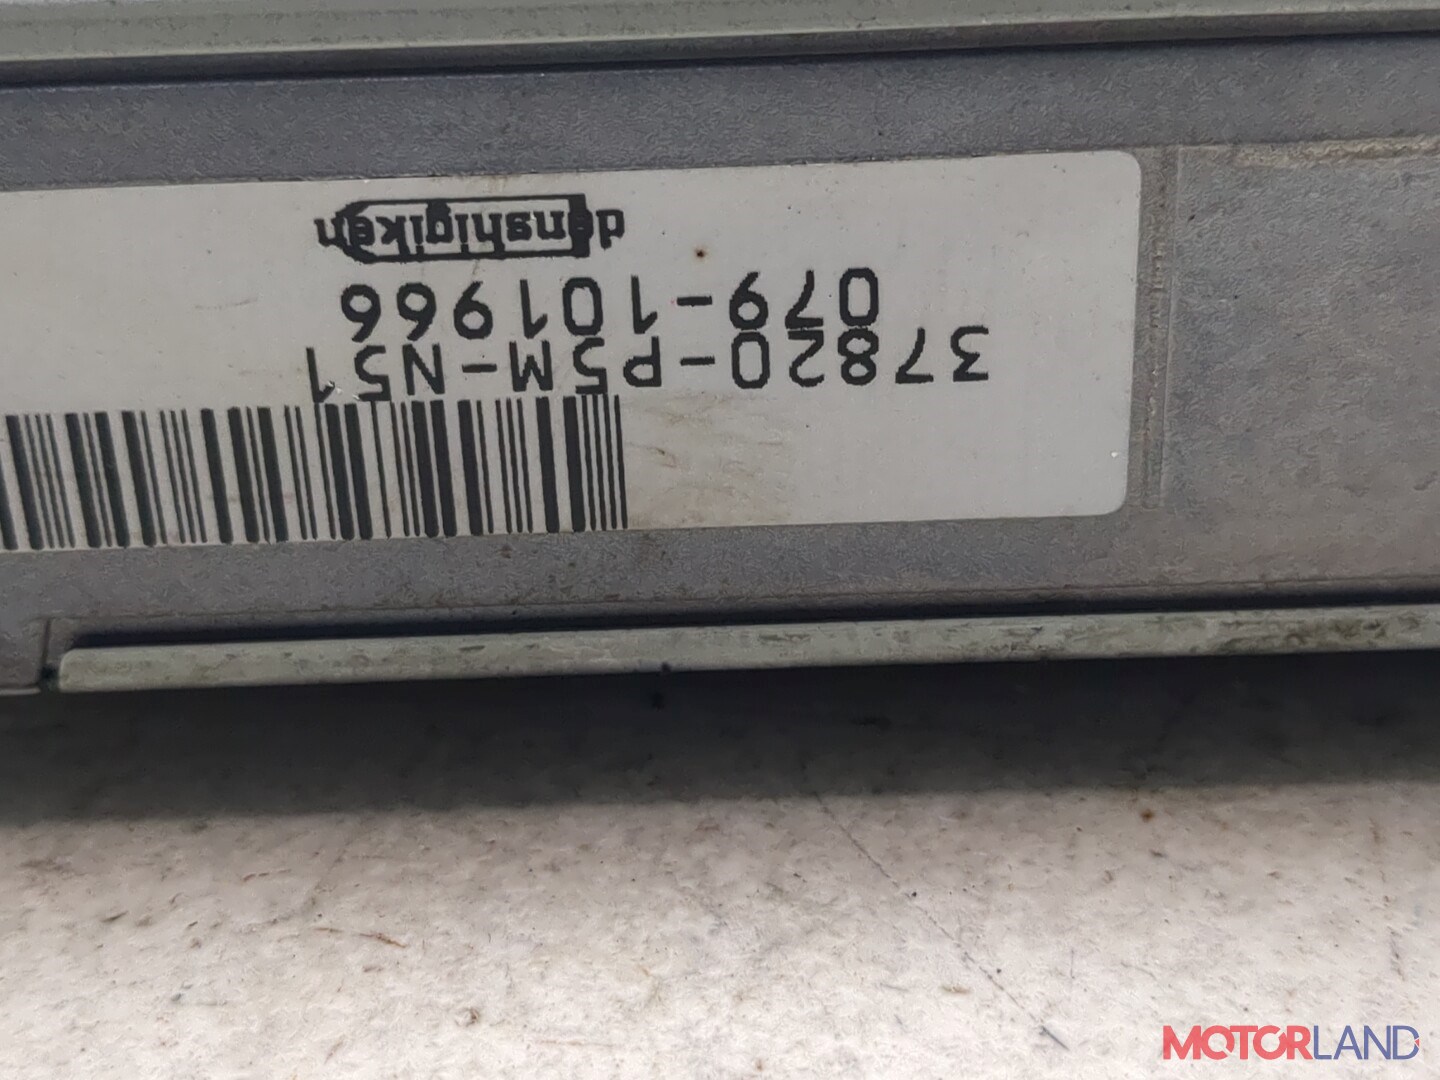 37820-P5M-N51
079-101966
denshigiken
MOTORLAND